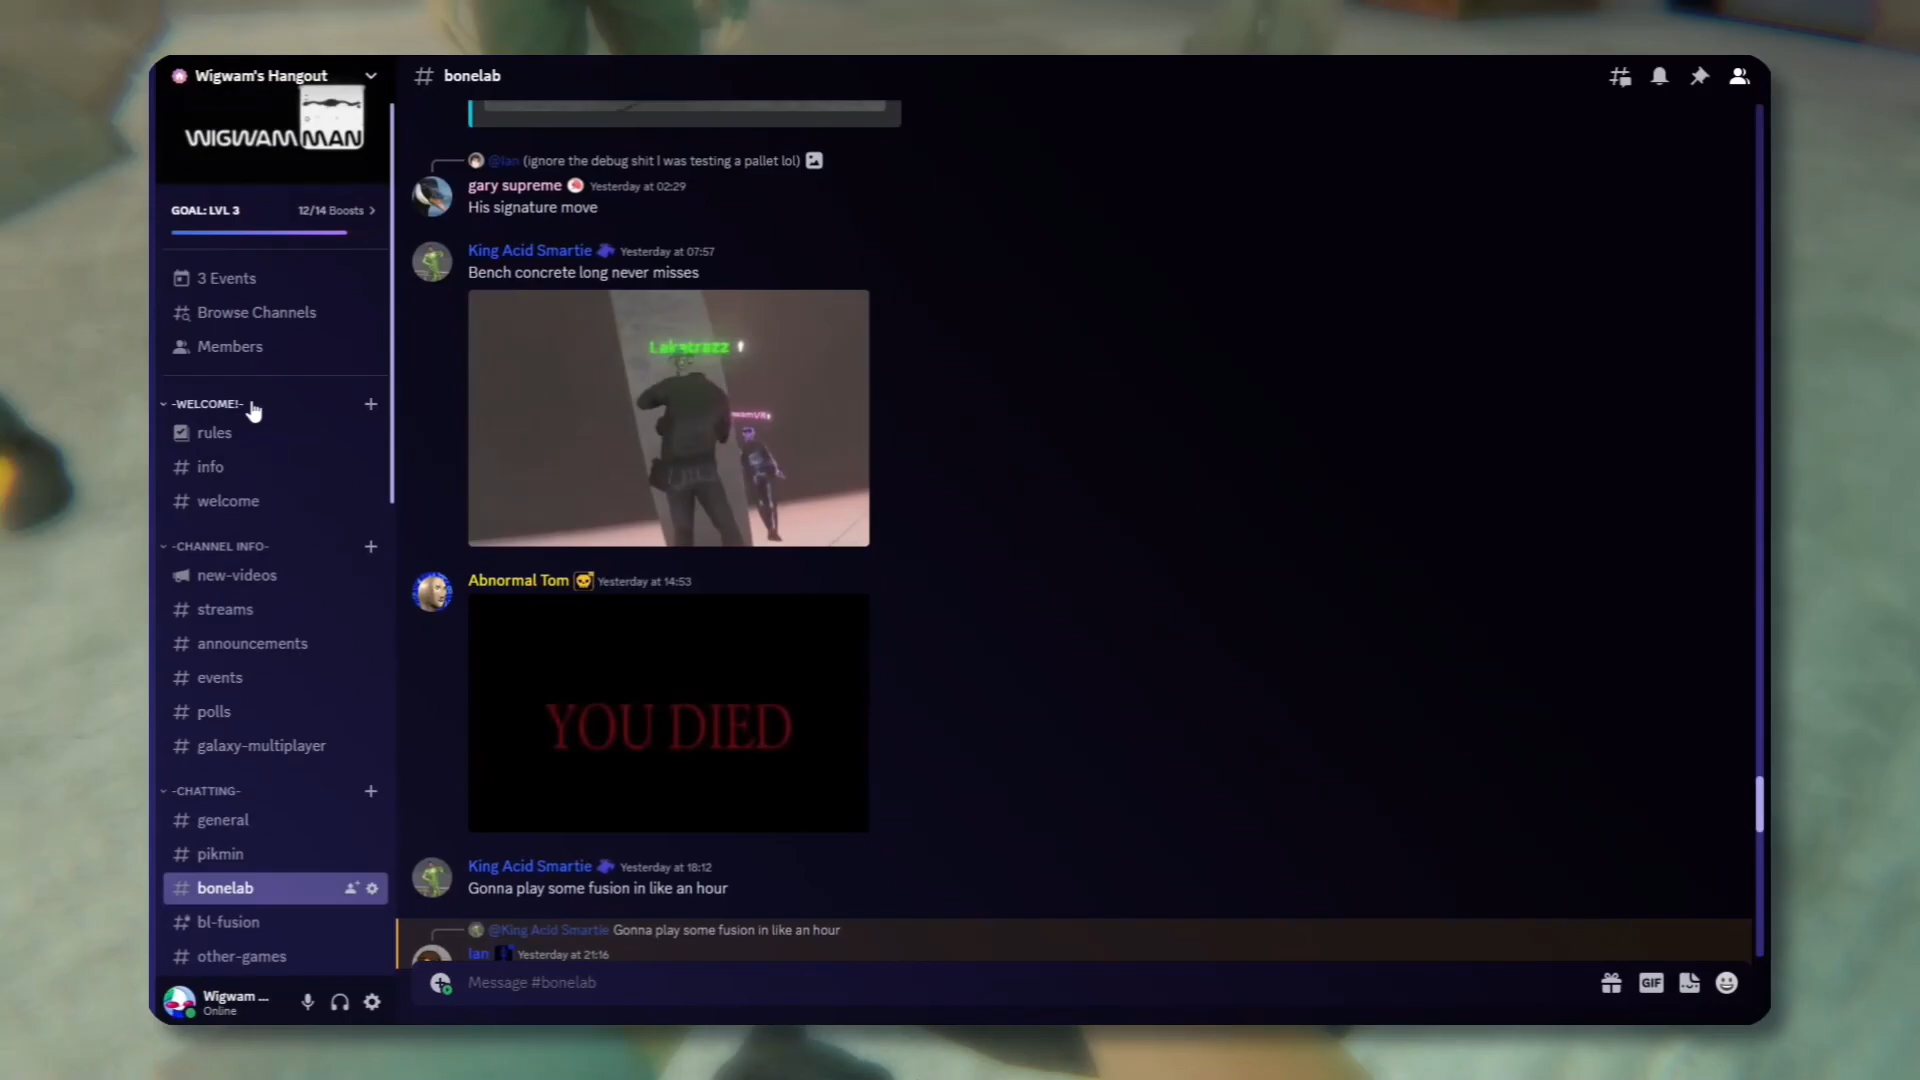 Wigwam's Hangout
WIGWAM MAN
GOAL: LVL 3
12/14 Boosts
3 Events
Browse Channels
Members
-WELCOME!-
rules
info
welcome
-CHANNEL INFO-
new-videos
streams
announcements
events
polls
galaxy-multiplayer
-CHATTING-
general
pikmin
bonelab
bl-fusion
other-games
Wigwam ...
Online
bonelab
@Ian (ignore the debug shit I was testing a pallet lol)
gary supreme Yesterday at 02:29
His signature move
King Acid Smartie Yesterday at 07:57
Bench concrete long never misses
Lakatrazz
Abnormal Tom Yesterday at 14:53
YOU DIED
King Acid Smartie Yesterday at 18:12
Gonna play some fusion in like an hour
@King Acid Smartie Gonna play some fusion in like an hour
Ian Yesterday at 21:16
Message #bonelab
GIF